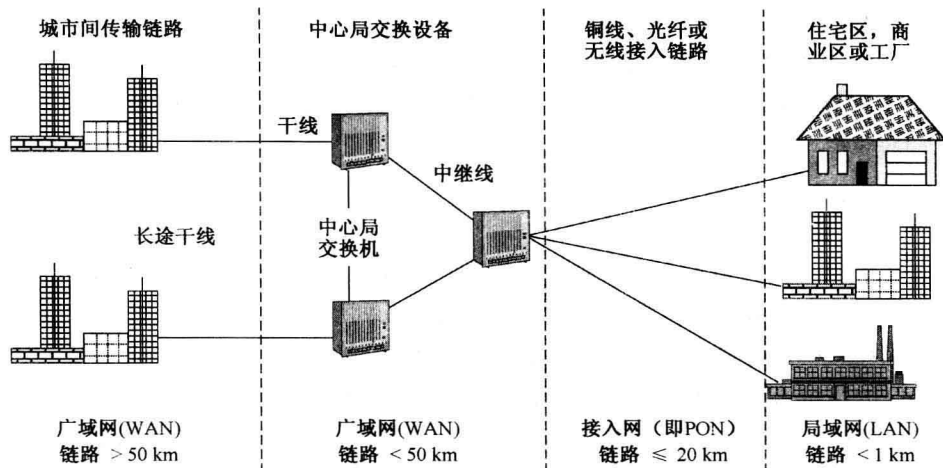 城市间传输链路
中心局交换设备
铜线、光纤或
无线接入链路
住宅区，商
业区或工厂
干线
中继线
长途干线
中心局
交换机
广域网(WAN)
链路 > 50 km
广域网(WAN)
链路 < 50 km
接入网（即PON）
链路 ≤ 20 km
局域网(LAN)
链路 < 1 km